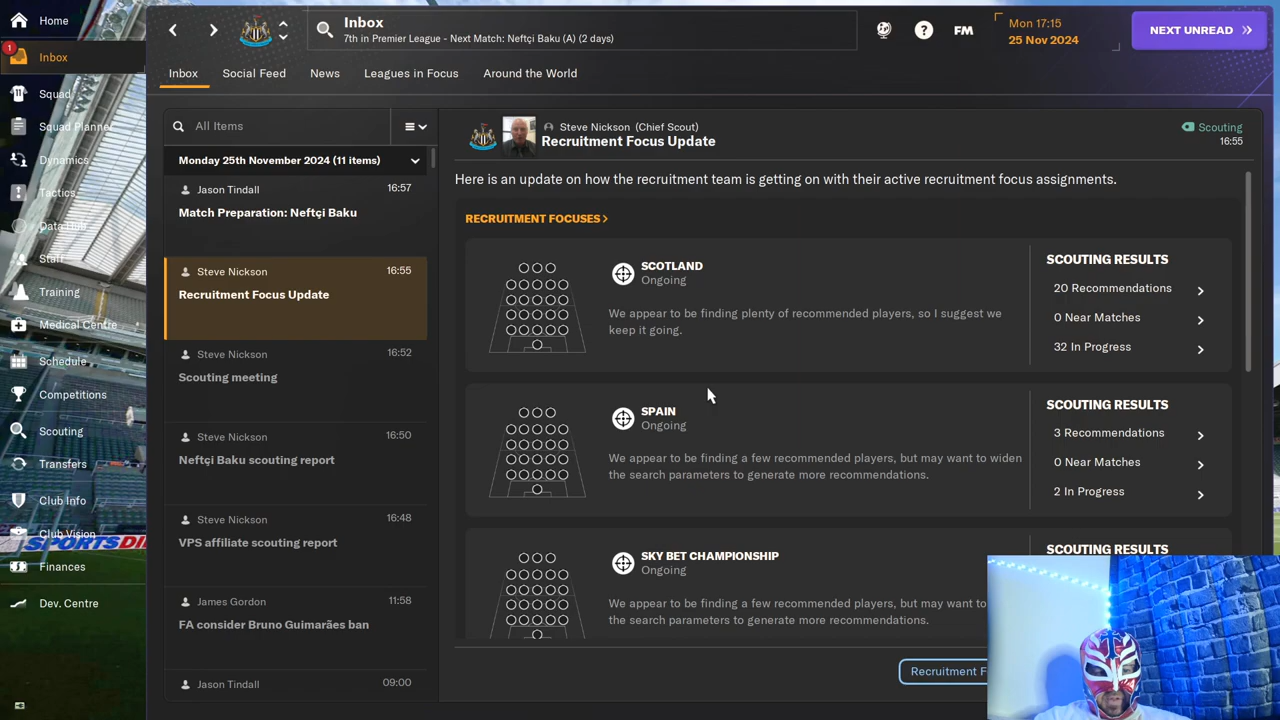 Home
Inbox
7th in Premier League - Next Match: Neftçi Baku (A) (2 days)
?
FM
Mon 17:15
25 Nov 2024
NEXT UNREAD
1
Inbox
Squad
Squad Planner
Dynamics
Tactics
Data Hub
Staff
Training
Medical Centre
Schedule
Competitions
Scouting
Transfers
Club Info
Club Vision
SPORTS DI
Finances
Dev. Centre
Inbox
Social Feed
News
Leagues in Focus
Around the World
All Items
Monday 25th November 2024 (11 items)
Jason Tindall 16:57
Match Preparation: Neftçi Baku
Steve Nickson 16:55
Recruitment Focus Update
Steve Nickson 16:52
Scouting meeting
Steve Nickson 16:50
Neftçi Baku scouting report
Steve Nickson 16:48
VPS affiliate scouting report
James Gordon 11:58
FA consider Bruno Guimarães ban
Jason Tindall 09:00
Steve Nickson (Chief Scout)
Recruitment Focus Update
Scouting
16:55
Here is an update on how the recruitment team is getting on with their active recruitment focus assignments.
RECRUITMENT FOCUSES >
SCOTLAND
Ongoing
We appear to be finding plenty of recommended players, so I suggest we
keep it going.
SCOUTING RESULTS
20 Recommendations
0 Near Matches
32 In Progress
SPAIN
Ongoing
We appear to be finding a few recommended players, but may want to widen
the search parameters to generate more recommendations.
SCOUTING RESULTS
3 Recommendations
0 Near Matches
2 In Progress
SKY BET CHAMPIONSHIP
Ongoing
We appear to be finding a few recommended players, but may want to
the search parameters to generate more recommendations.
SCOUTING RESULTS
Recruitment F